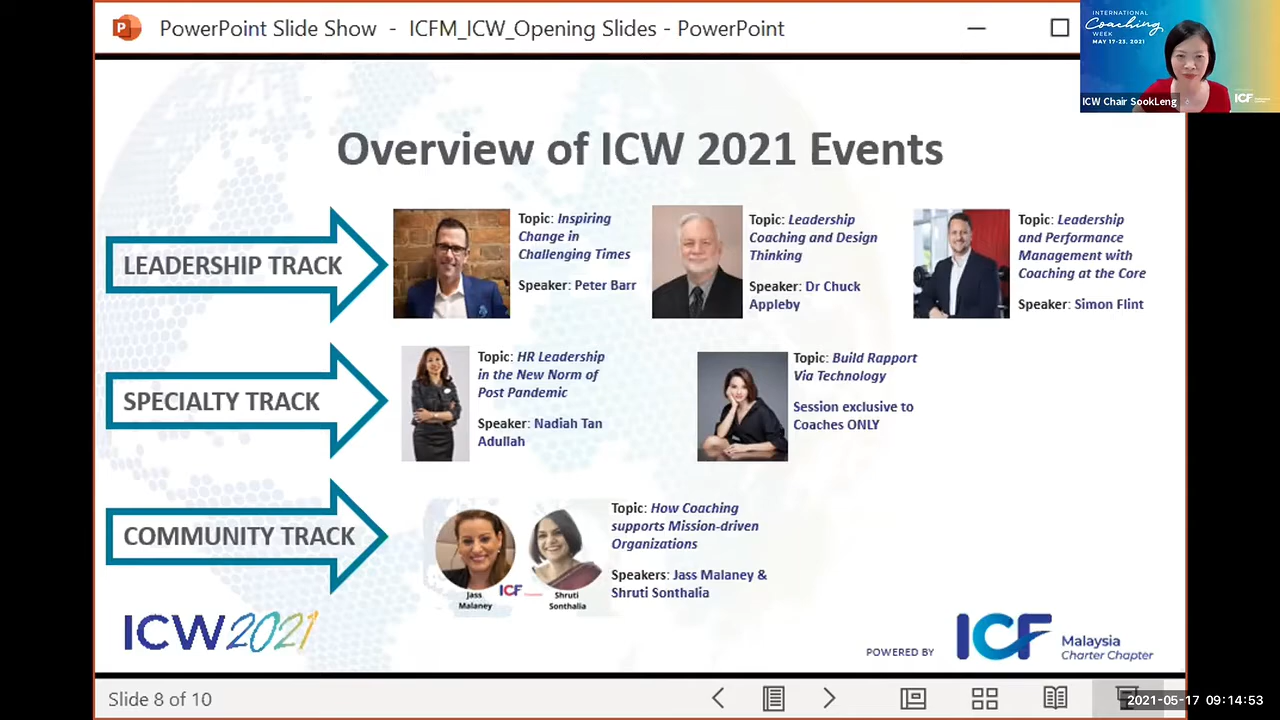 PowerPoint Slide Show - ICFM_ICW_Opening Slides - PowerPoint
INTERNATIONAL
Coaching
WEEK
MAY 17-23, 2021
ICW Chair SookLeng
ICF
Overview of ICW 2021 Events
LEADERSHIP TRACK
Topic: Inspiring
Change in
Challenging Times
Speaker: Peter Barr
Topic: Leadership
Coaching and Design
Thinking
Speaker: Dr Chuck
Appleby
Topic: Leadership
and Performance
Management with
Coaching at the Core
Speaker: Simon Flint
SPECIALTY TRACK
Topic: HR Leadership
in the New Norm of
Post Pandemic
Speaker: Nadiah Tan
Adullah
Topic: Build Rapport
Via Technology
Session exclusive to
Coaches ONLY
COMMUNITY TRACK
Jass
Malaney
ICF
Shruti
Sonthalia
Topic: How Coaching
supports Mission-driven
Organizations
Speakers: Jass Malaney &
Shruti Sonthalia
ICW2021
POWERED BY
ICF
Malaysia
Charter Chapter
Slide 8 of 10
2021-05-17 09:14:53